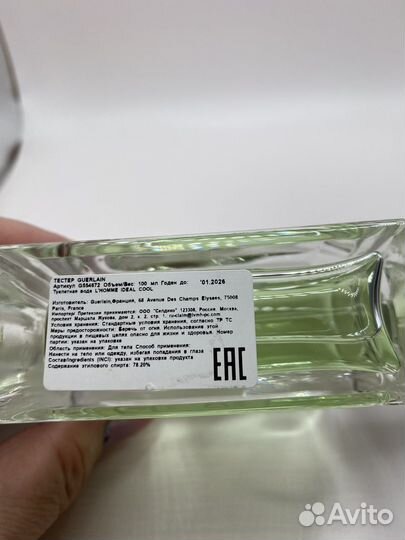 ТЕСТЕР GUERLAIN
Артикул G554672 Объем/Вес 100 мл Годен до: '01.2026
Туалетная вода L'HOMME IDEAL COOL
Изготовитель: Guerlain,Франция, 68 Avenue Des Champs Elysees, 75008
Paris, France
Импортер Претензии принимаются: ООО "Селдико" 123308, Россия, Москва,
проспект Маршала Жукова, дом 2, к. 2, стр. 1,
Условия хранения: Стандартные условия хранения, согласно ТР ТС
Меры предосторожности: Беречь от огня. Использование этой
продукции в пищевых целях опасно для жизни и здоровья. Номер
партии: указан на упаковке
Область применения: Для тела Способ применения:
Нанести на тело или одежду, избегая попадания в глаза
Состав/Ingredients (INCI): указан на упаковке продукта
Содержание этилового спирта: 78.20%
EAC
Avito